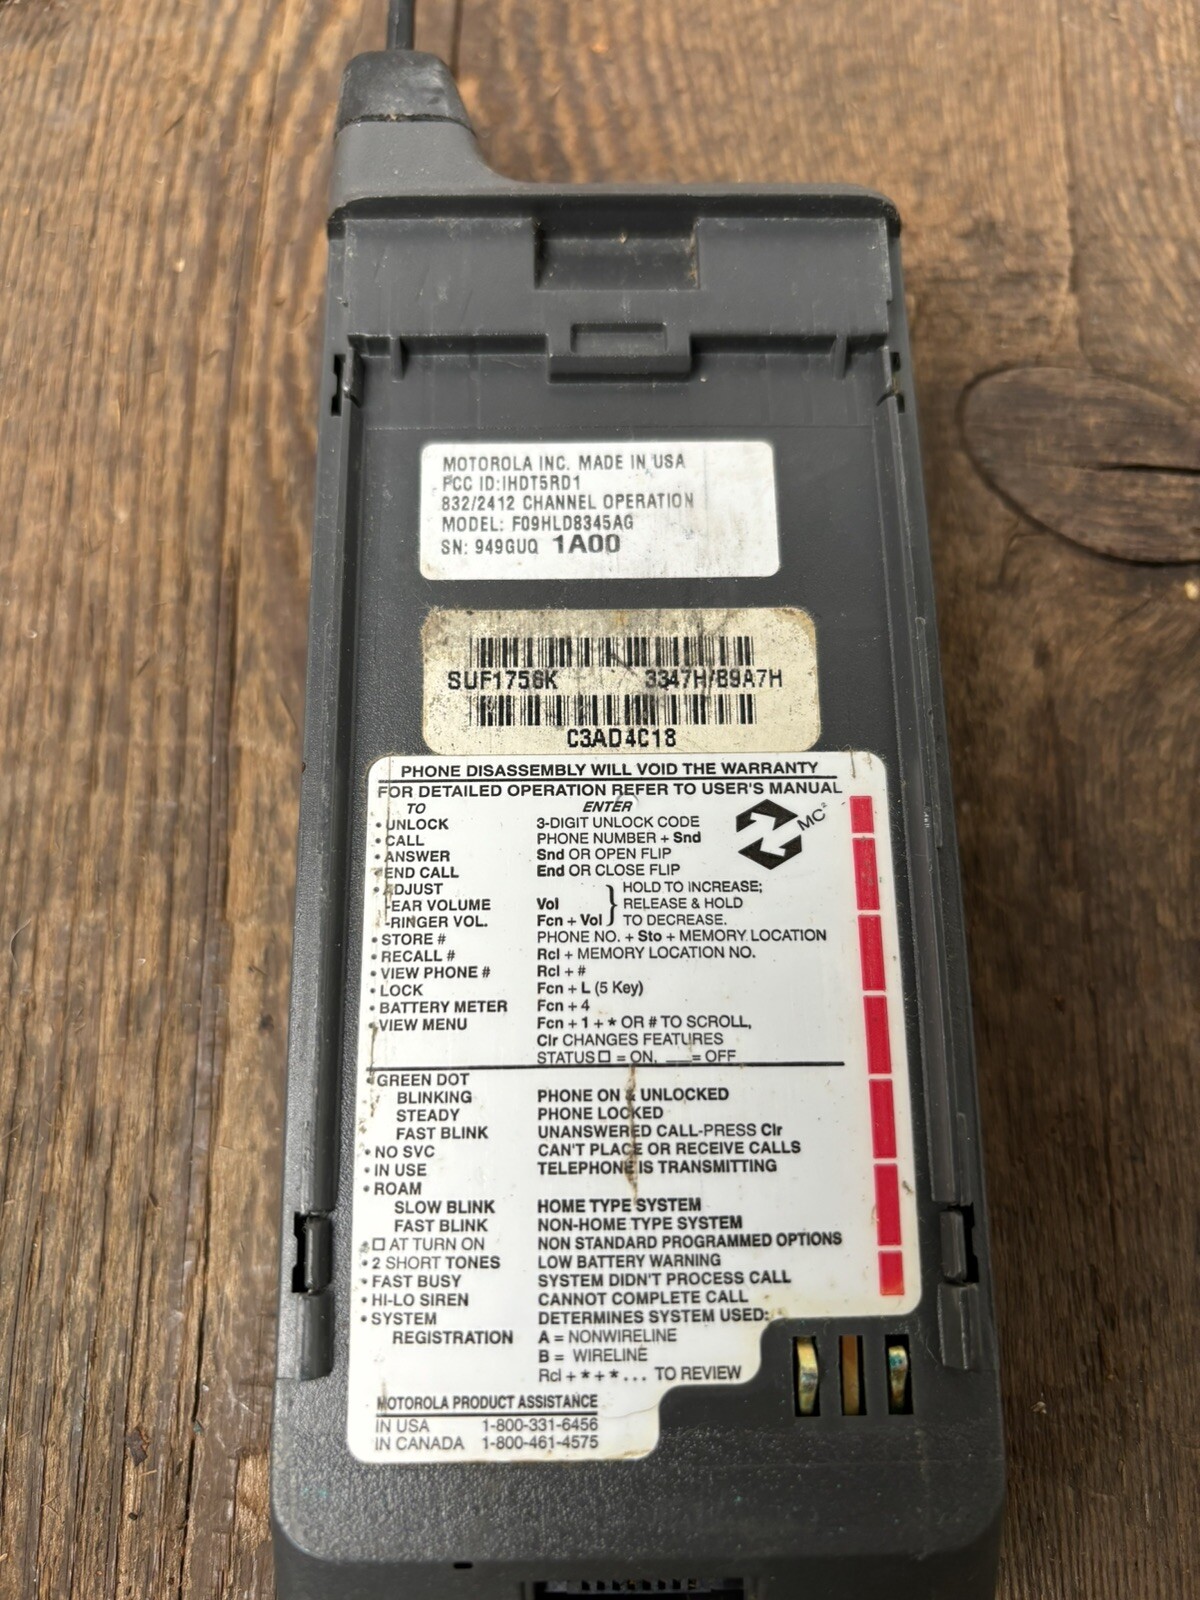 MOTOROLA INC. MADE IN USA
FCC ID:IHDT5RD1
832/2412 CHANNEL OPERATION
MODEL: F09HLD8345AG
SN: 949GUQ 1A00
SUF1756K 3347H/89A7H
C3AD4C18
PHONE DISASSEMBLY WILL VOID THE WARRANTY
FOR DETAILED OPERATION REFER TO USER'S MANUAL
TO ENTER
• UNLOCK 3-DIGIT UNLOCK CODE
• CALL PHONE NUMBER + Snd
• ANSWER Snd OR OPEN FLIP
END CALL End OR CLOSE FLIP
• ADJUST HOLD TO INCREASE;
-EAR VOLUME Vol RELEASE & HOLD
-RINGER VOL. Fcn + Vol TO DECREASE.
• STORE # PHONE NO. + Sto + MEMORY LOCATION
• RECALL # Rcl + MEMORY LOCATION NO.
• VIEW PHONE # Rcl + #
• LOCK Fcn + L (5 Key)
• BATTERY METER Fcn + 4
• VIEW MENU Fcn + 1 + * OR # TO SCROLL,
Clr CHANGES FEATURES
STATUS □ = ON, __ = OFF
MC²
• GREEN DOT
BLINKING PHONE ON & UNLOCKED
STEADY PHONE LOCKED
FAST BLINK UNANSWERED CALL-PRESS Clr
• NO SVC CAN'T PLACE OR RECEIVE CALLS
• IN USE TELEPHONE IS TRANSMITTING
• ROAM
SLOW BLINK HOME TYPE SYSTEM
FAST BLINK NON-HOME TYPE SYSTEM
• □ AT TURN ON NON STANDARD PROGRAMMED OPTIONS
• 2 SHORT TONES LOW BATTERY WARNING
• FAST BUSY SYSTEM DIDN'T PROCESS CALL
• HI-LO SIREN CANNOT COMPLETE CALL
• SYSTEM DETERMINES SYSTEM USED:
REGISTRATION A = NONWIRELINE
B = WIRELINE
Rcl + * + * . . . TO REVIEW
MOTOROLA PRODUCT ASSISTANCE
IN USA 1-800-331-6456
IN CANADA 1-800-461-4575